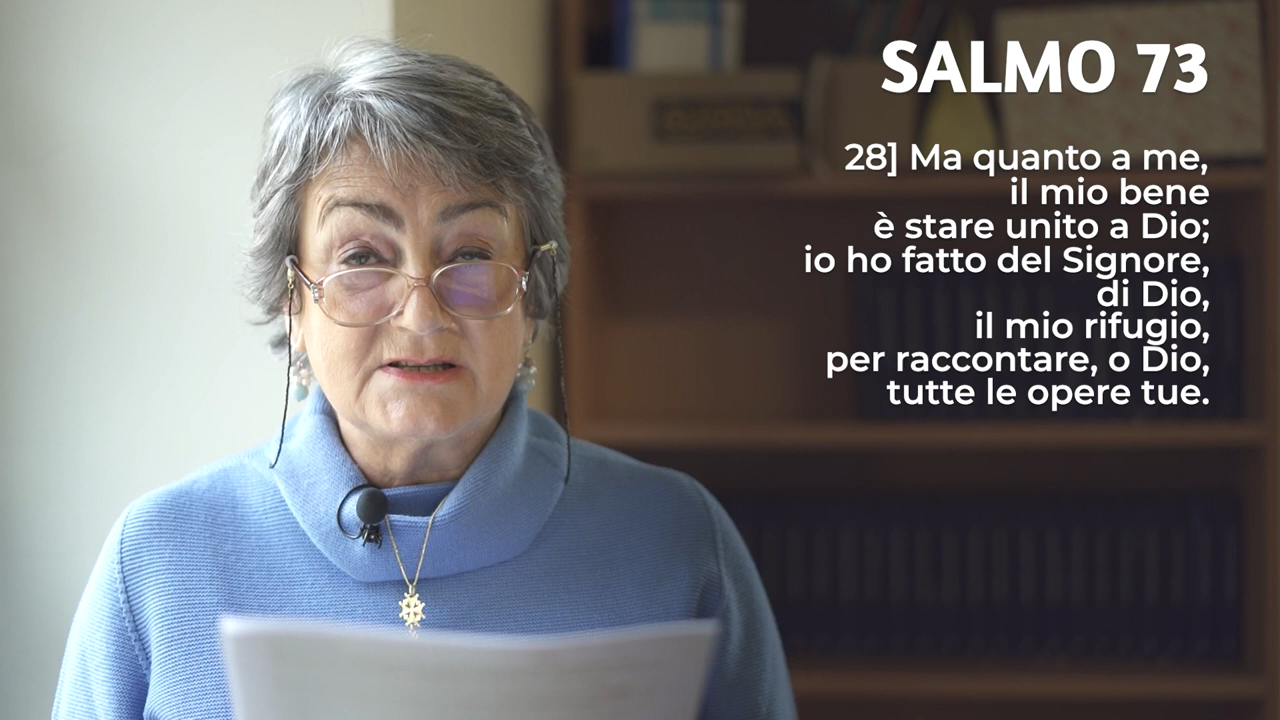 SALMO 73
28] Ma quanto a me,
il mio bene
è stare unito a Dio;
io ho fatto del Signore,
di Dio,
il mio rifugio,
per raccontare, o Dio,
tutte le opere tue.